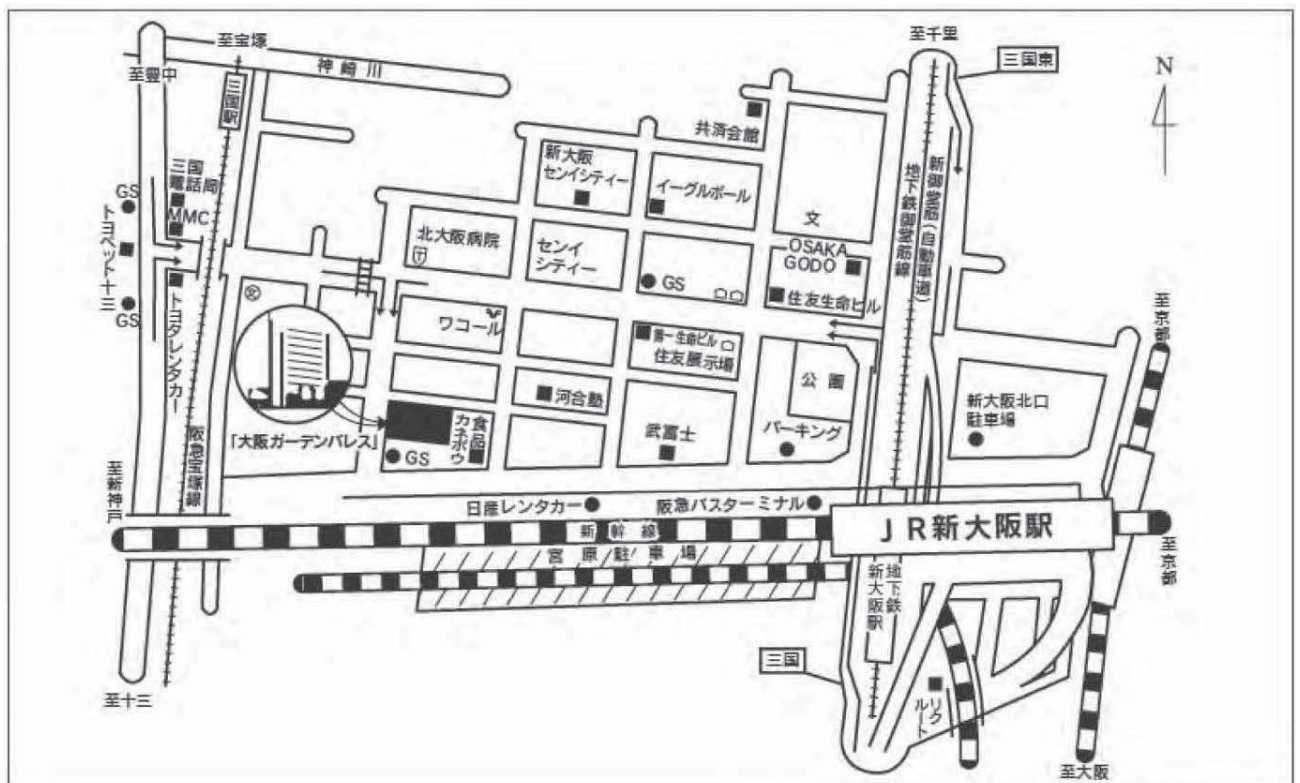 至宝塚
至豊中
神崎川
三国駅
至千里
三国東
N
共済会館
新大阪
センイシティー
イーグルボール
三国
電話局
MMC
GS
トヨペット十三
GS
トヨタレンタカー
北大阪病院
センイ
シティー
文
OSAKA
GODO
GS
住友生命ビル
地下鉄御堂筋線
新御堂筋(自動車道)
文
ワコール
第一生命ビル
住友展示場
公園
至京都
新大阪北口
駐車場
河合塾
「大阪ガーデンパレス」
カネボウ
食品
GS
武富士
パーキング
阪急宝塚線
至新神戸
日産レンタカー
阪急バスターミナル
新幹線
JR新大阪駅
宮原駐車場
至京都
地下鉄
新大阪駅
三国
リク
ルート
至十三
至大阪